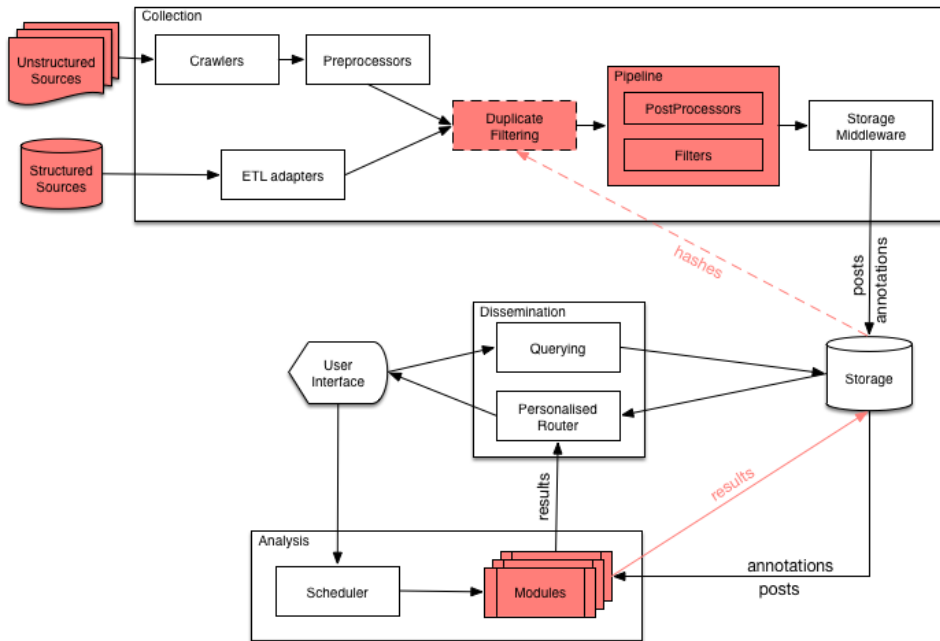 Collection
Unstructured
Sources
Crawlers
Preprocessors
Duplicate
Filtering
Pipeline
PostProcessors
Filters
Storage
Middleware
Structured
Sources
ETL adapters
hashes
posts
annotations
Dissemination
Querying
User
Interface
Personalised
Router
Storage
results
results
Analysis
Scheduler
Modules
annotations
posts